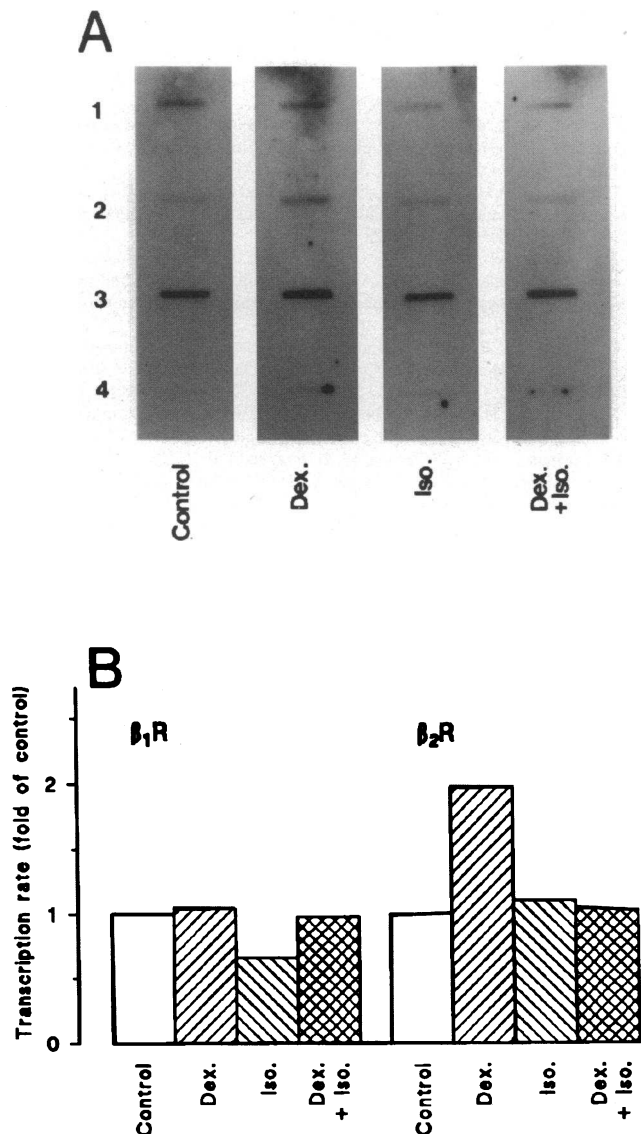 A
1
2
3
4
Control
Dex.
Iso.
Dex.
+Iso.
B
Transcription rate (fold of control)
2
1
0
β₁R
β₂R
Control
Dex.
Iso.
Dex.
+ Iso.
Control
Dex.
Iso.
Dex.
+ Iso.